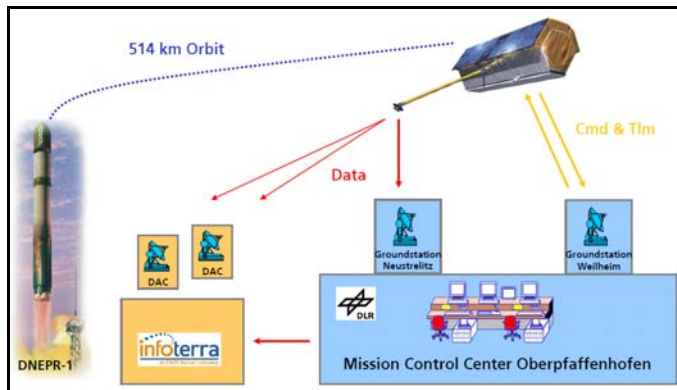 514 km Orbit
Cmd & Tlm
Data
DAC
DAC
Groundstation
Neustrelitz
Groundstation
Weilheim
DLR
infoterra
Mission Control Center Oberpfaffenhofen
DNEPR-1